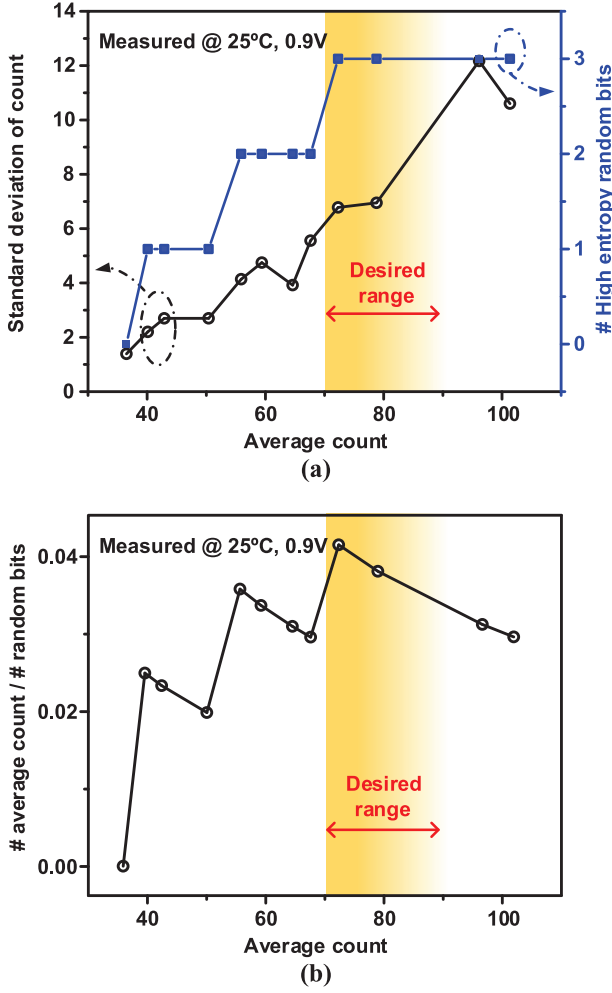 Measured @ 25ºC, 0.9V
Standard deviation of count
14
12
10
8
6
4
2
0
# High entropy random bits
3
2
1
0
Desired
range
40 60 80 100
Average count
(a)
Measured @ 25ºC, 0.9V
# average count / # random bits
0.04
0.02
0.00
Desired
range
40 60 80 100
Average count
(b)